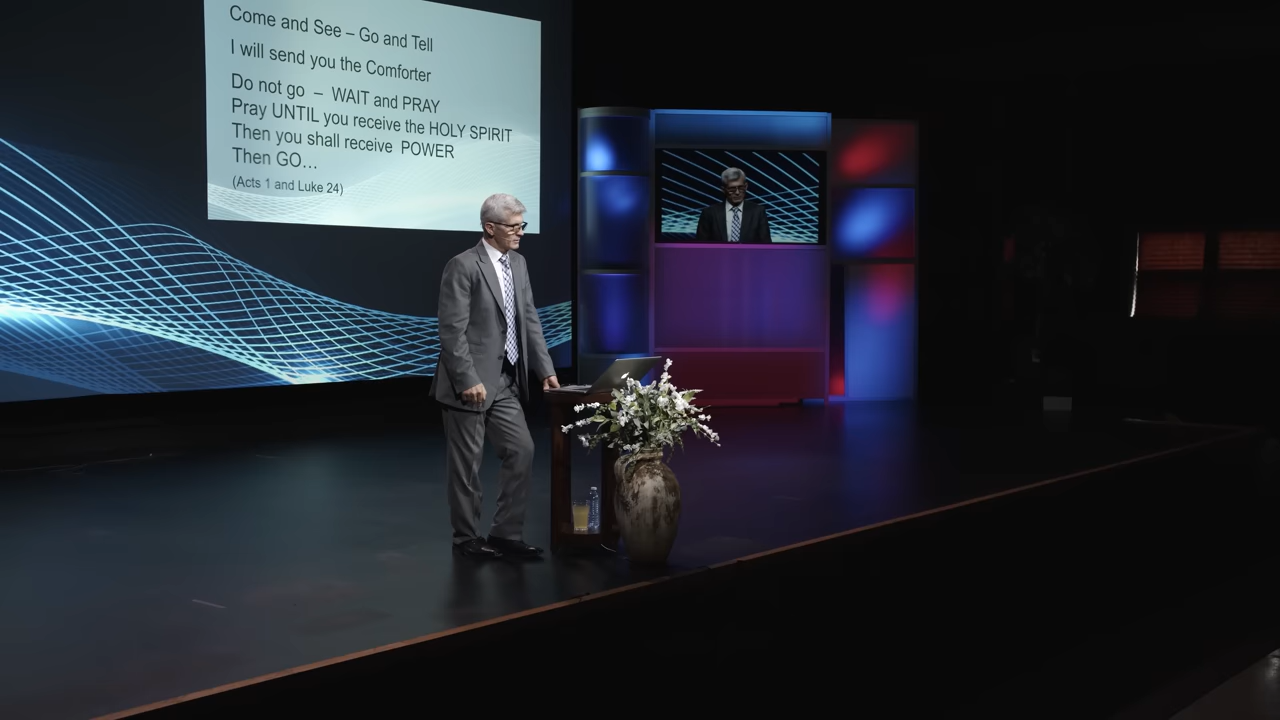 Come and See – Go and Tell
I will send you the Comforter
Do not go – WAIT and PRAY
Pray UNTIL you receive the HOLY SPIRIT
Then you shall receive POWER
Then GO…
(Acts 1 and Luke 24)